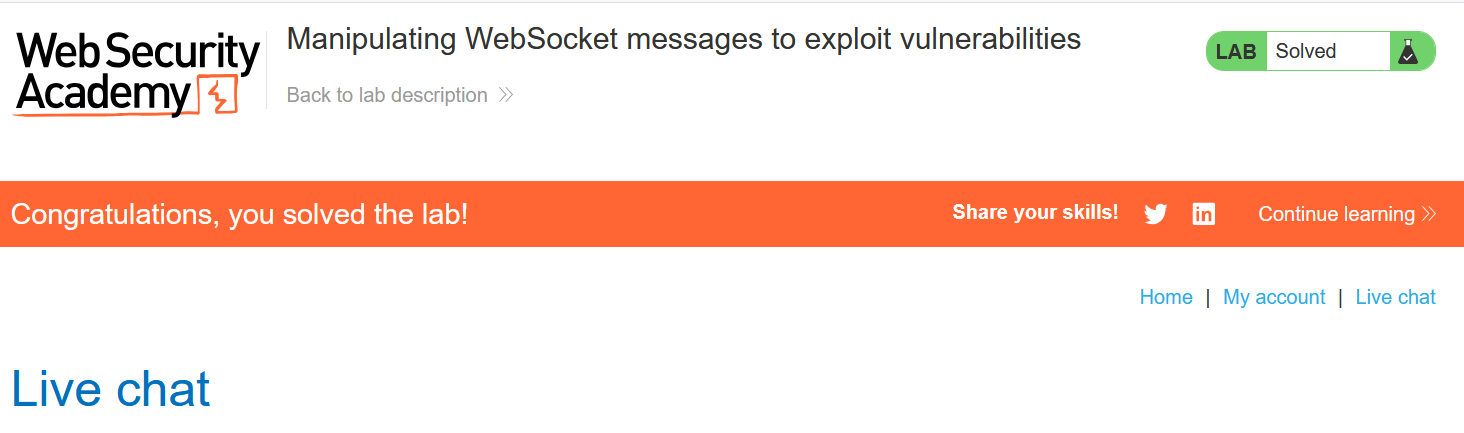 Web Security
Academy
Manipulating WebSocket messages to exploit vulnerabilities
Back to lab description
LAB Solved
Congratulations, you solved the lab!
Share your skills!
Continue learning
Home | My account | Live chat
Live chat